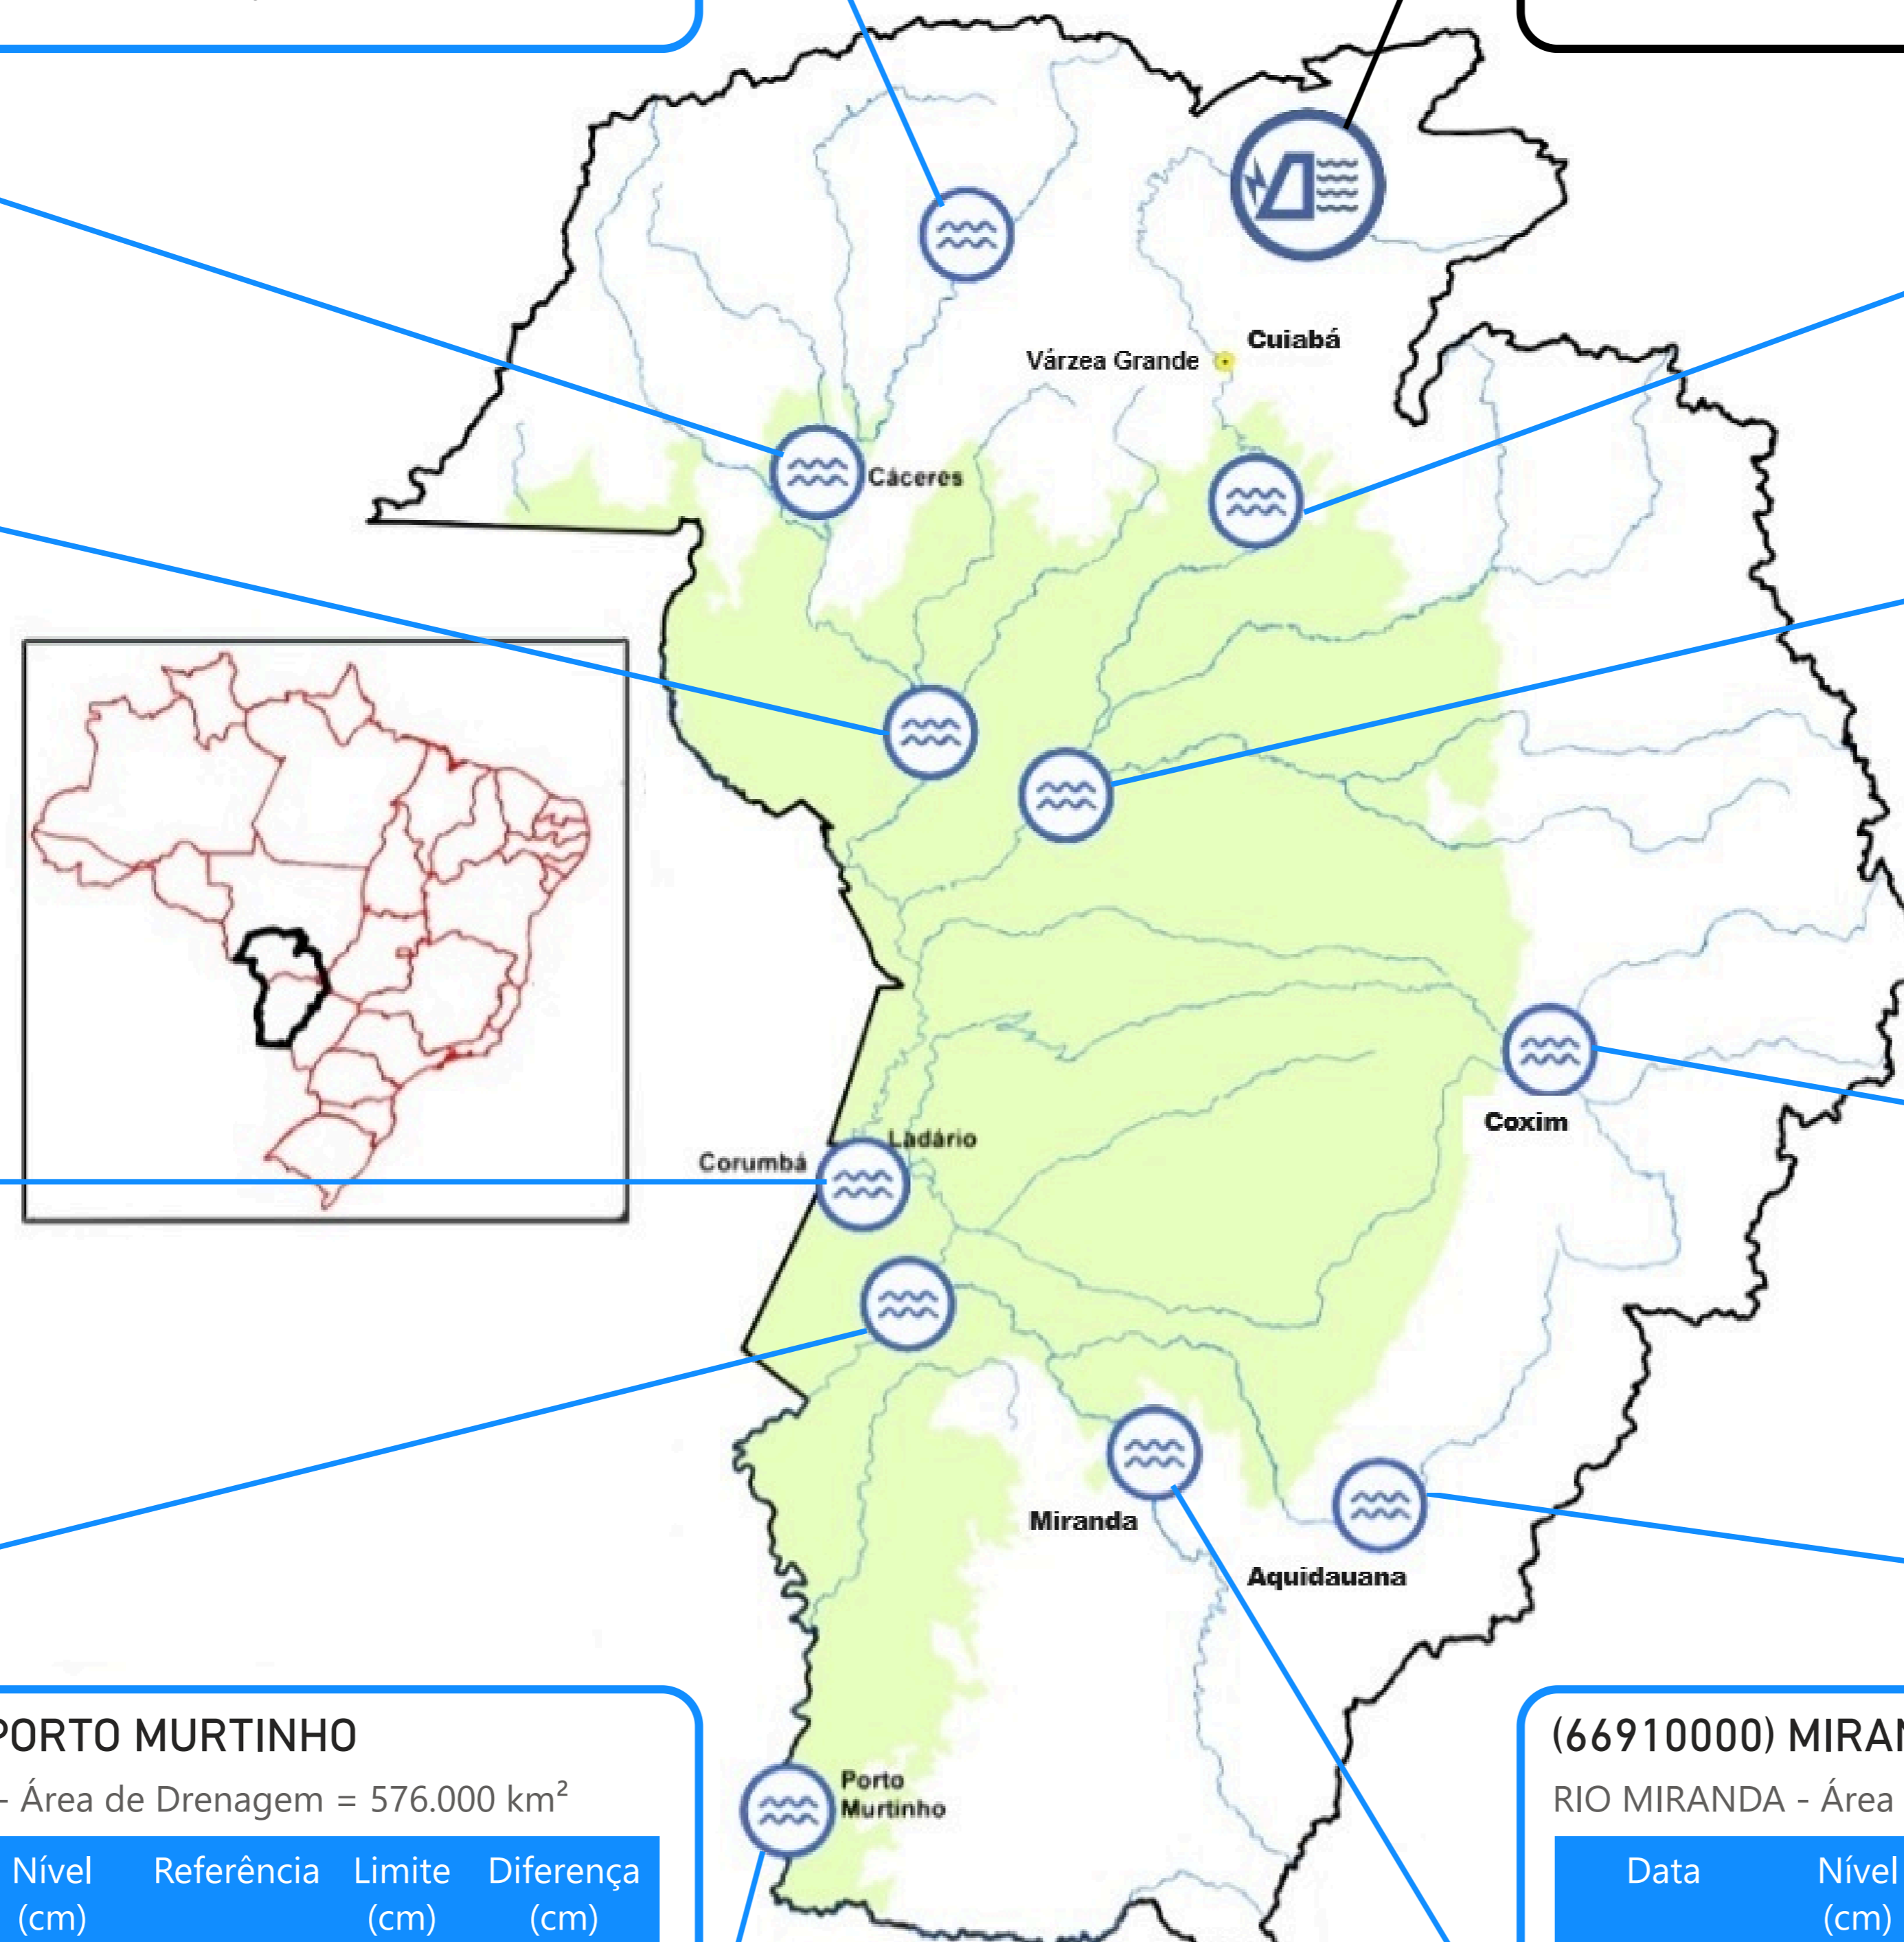 Cuiabá
Várzea Grande
Cáceres
Coxim
Ladário
Corumbá
Miranda
Aquidauana
Porto
Murtinho
PORTO MURTINHO
- Área de Drenagem = 576.000 km²
Nível Referência Limite Diferença
(cm) (cm) (cm)
(66910000) MIRAN
RIO MIRANDA - Área
Data Nível
(cm)